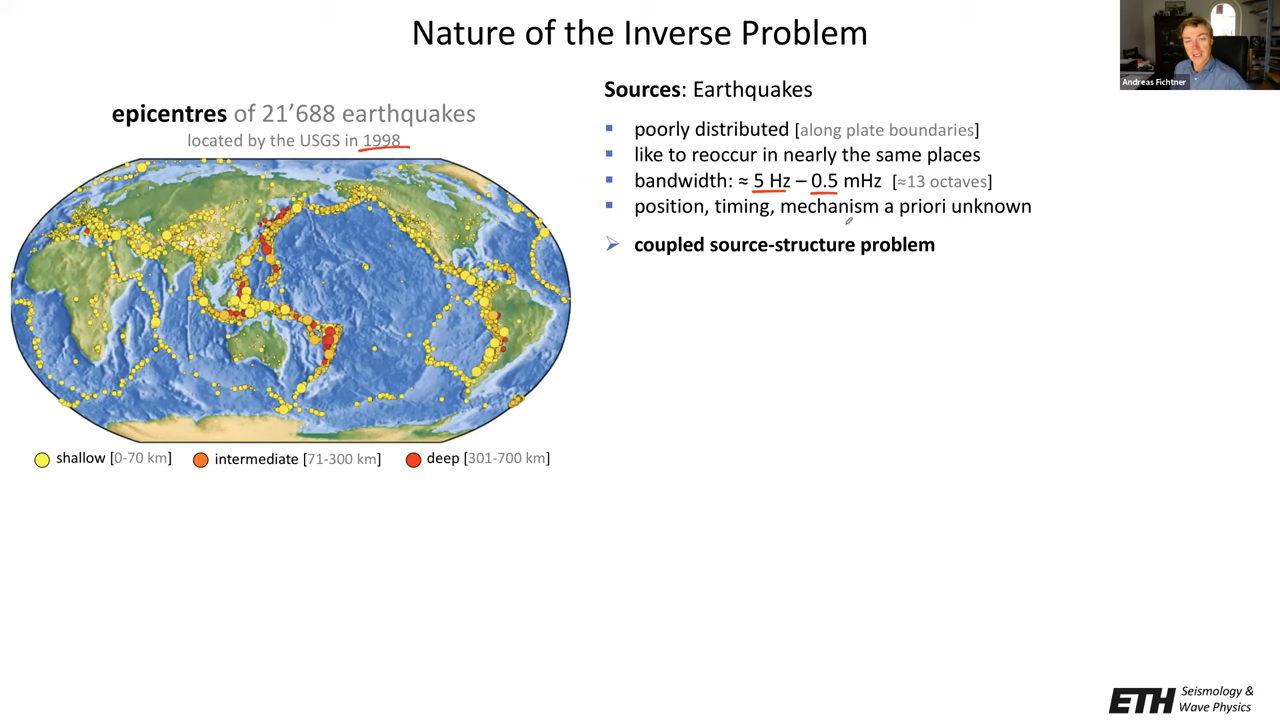 Nature of the Inverse Problem
Andreas Fichtner
epicentres of 21’688 earthquakes
located by the USGS in 1998
shallow [0-70 km]
intermediate [71-300 km]
deep [301-700 km]
Sources: Earthquakes
poorly distributed [along plate boundaries]
like to reoccur in nearly the same places
bandwidth: ≈ 5 Hz – 0.5 mHz [≈13 octaves]
position, timing, mechanism a priori unknown
coupled source-structure problem
ETH Seismology &
Wave Physics